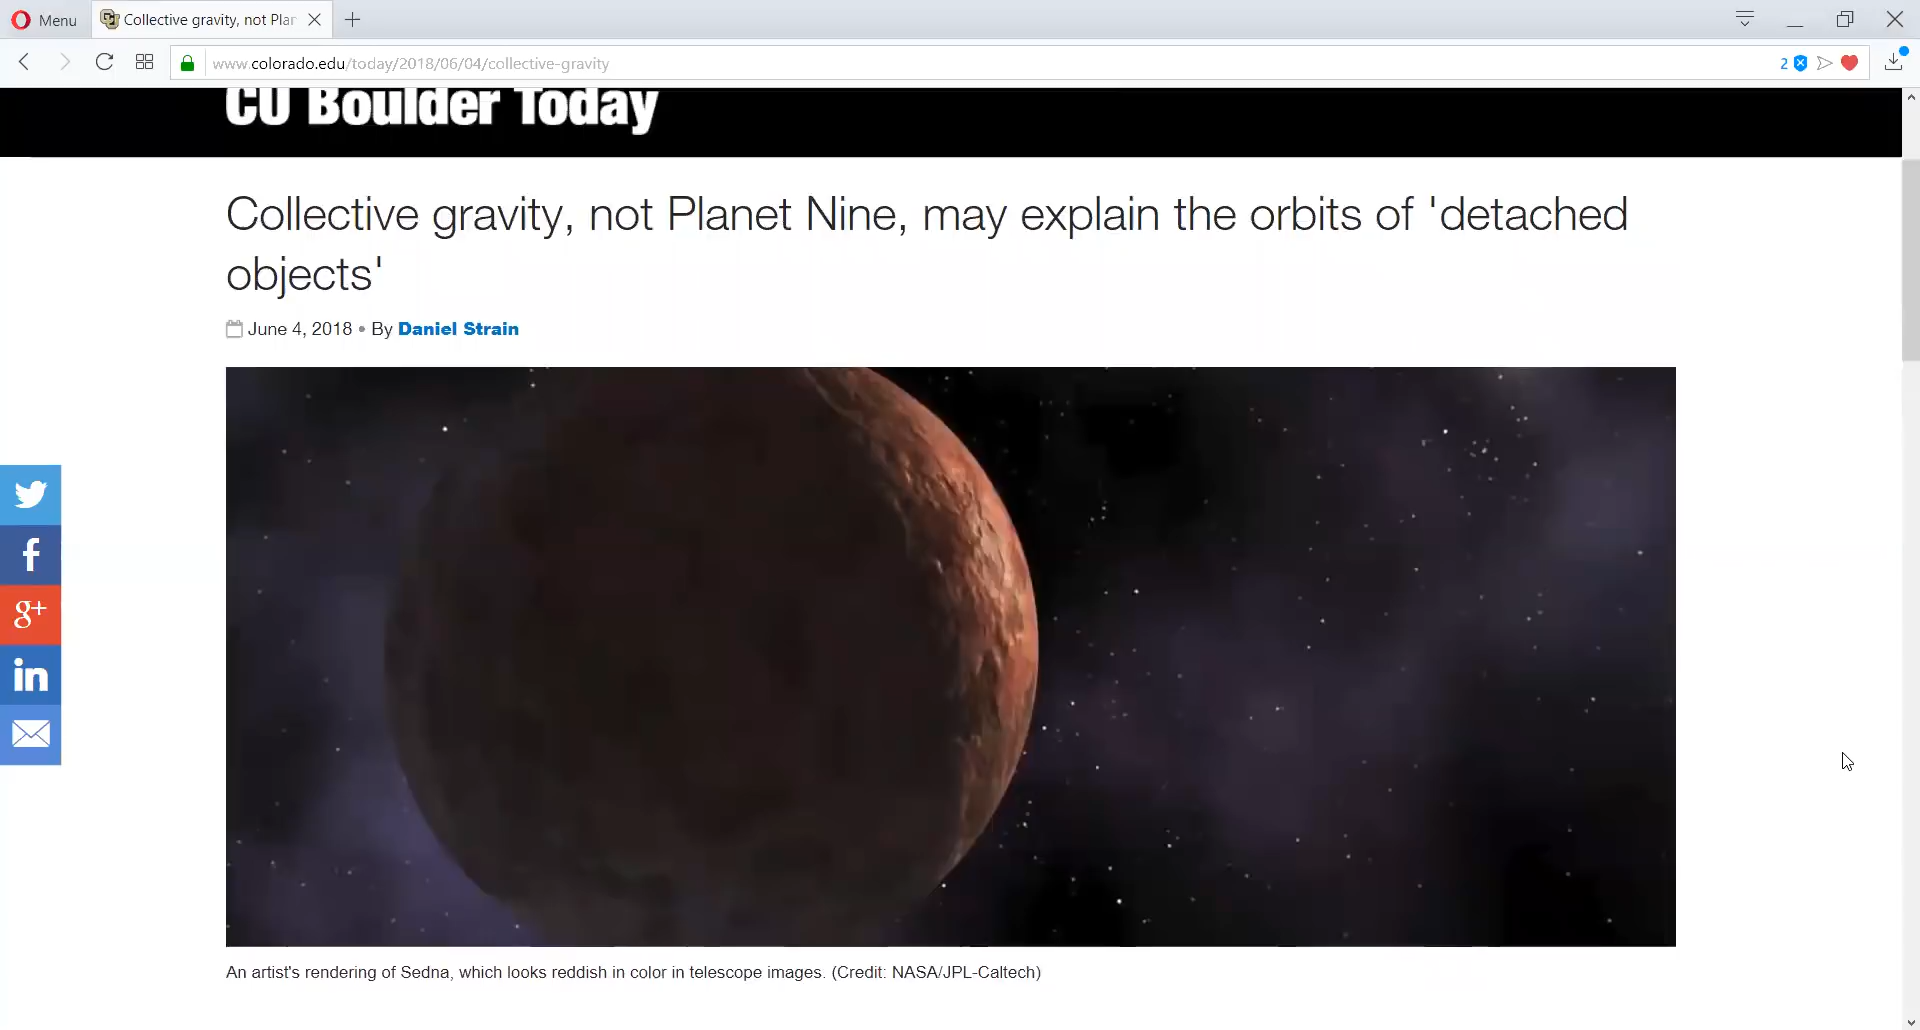 Menu
Collective gravity, not Plan
www.colorado.edu/today/2018/06/04/collective-gravity
2
CU Boulder Today
Collective gravity, not Planet Nine, may explain the orbits of 'detached
objects'
June 4, 2018 • By Daniel Strain
f
g+
in
An artist's rendering of Sedna, which looks reddish in color in telescope images. (Credit: NASA/JPL-Caltech)